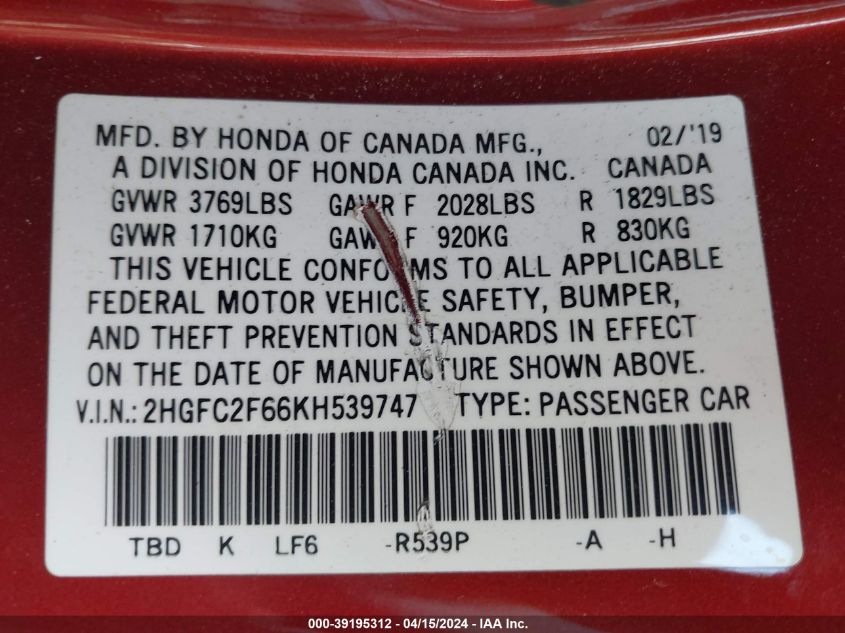 MFD. BY HONDA OF CANADA MFG., 02/'19
A DIVISION OF HONDA CANADA INC. CANADA
GVWR 3769LBS GAWR F 2028LBS R 1829LBS
GVWR 1710KG GAWR F 920KG R 830KG
THIS VEHICLE CONFORMS TO ALL APPLICABLE
FEDERAL MOTOR VEHICLE SAFETY, BUMPER,
AND THEFT PREVENTION STANDARDS IN EFFECT
ON THE DATE OF MANUFACTURE SHOWN ABOVE.
V.I.N.: 2HGFC2F66KH539747 TYPE: PASSENGER CAR
TBD K LF6 -R539P -A -H
000-39195312 - 04/15/2024 - IAA Inc.